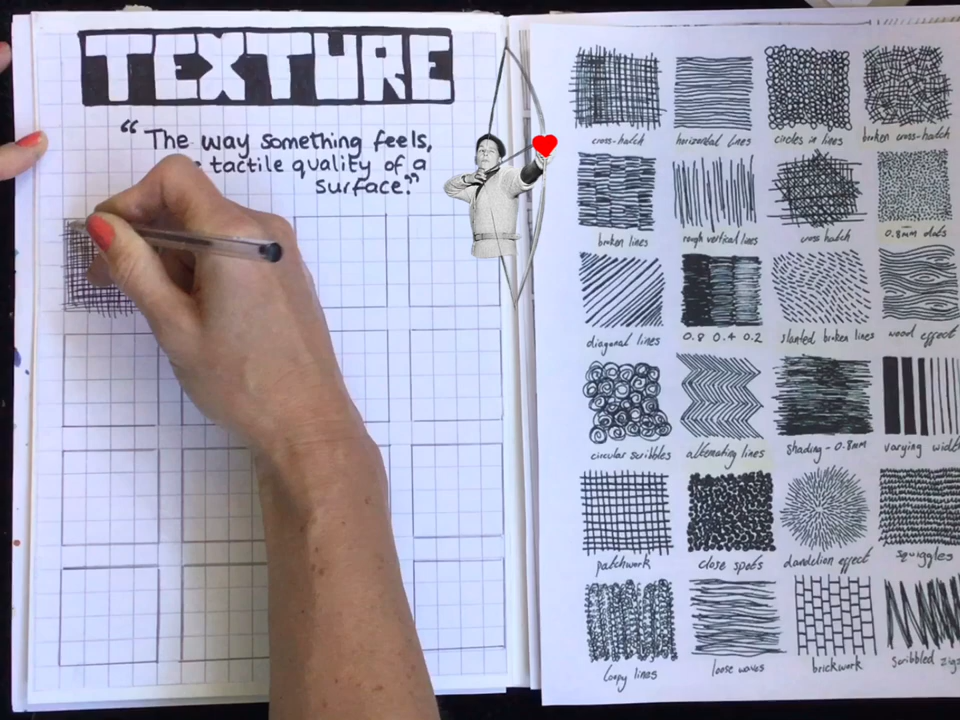 TEXTURE
"The way something feels,
tactile quality of a
surface."
cross-hatch
horizontal lines
circles in lines
broken cross-hatch
broken lines
rough vertical lines
cross hatch
0.8mm dots
diagonal lines
0.8 0.4 0.2
slanted broken lines
wood effect
circular scribbles
alternating lines
shading - 0.8mm
varying widt
patchwork
close spots
dandelion effect
squiggles
loopy lines
loose waves
brickwork
scribbled zigz